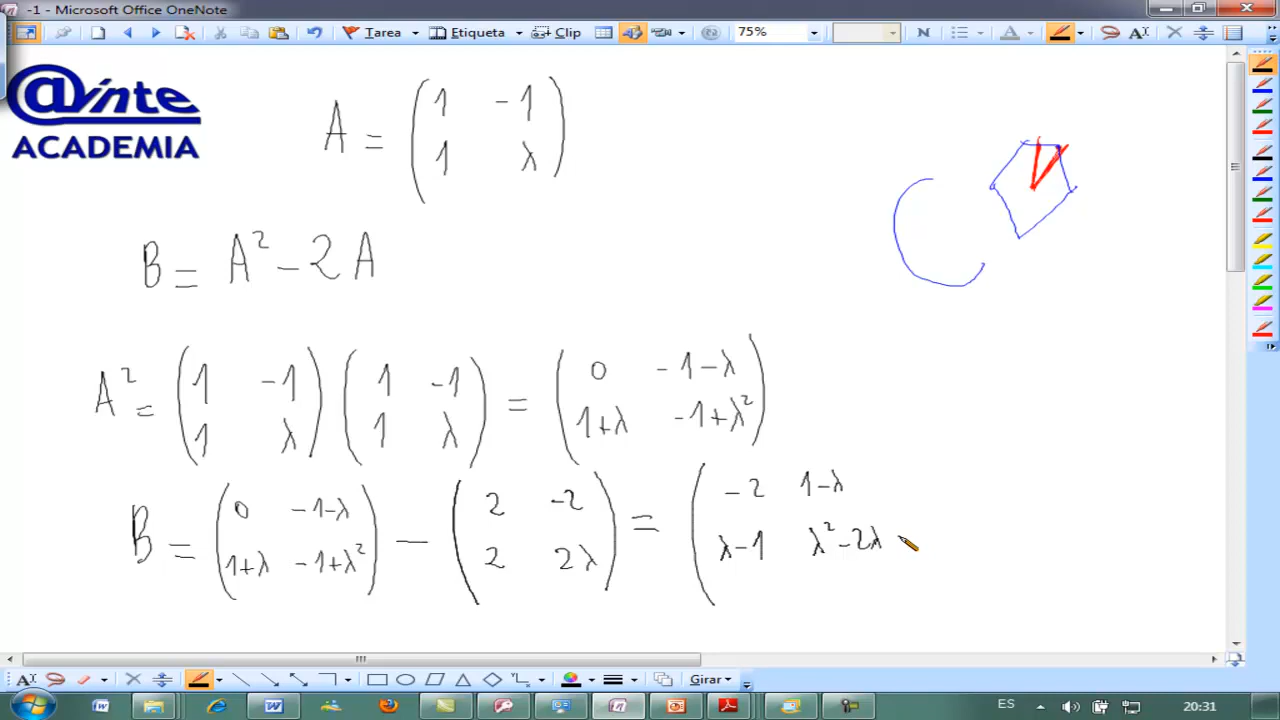 -1 - Microsoft Office OneNote
Tarea Etiqueta Clip 75% N A A
@inte
ACADEMIA
A = ( 1 -1
1 λ )
B = A² - 2 A
A² = ( 1 -1 ) ( 1 -1 ) = ( 0 -1-λ )
( 1 λ ) ( 1 λ ) ( 1+λ -1+λ² )
B = ( 0 -1-λ ) - ( 2 -2 ) = ( -2 1-λ
( 1+λ -1+λ² ) ( 2 2λ ) ( λ-1 λ²-2λ
A Girar
ES 20:31